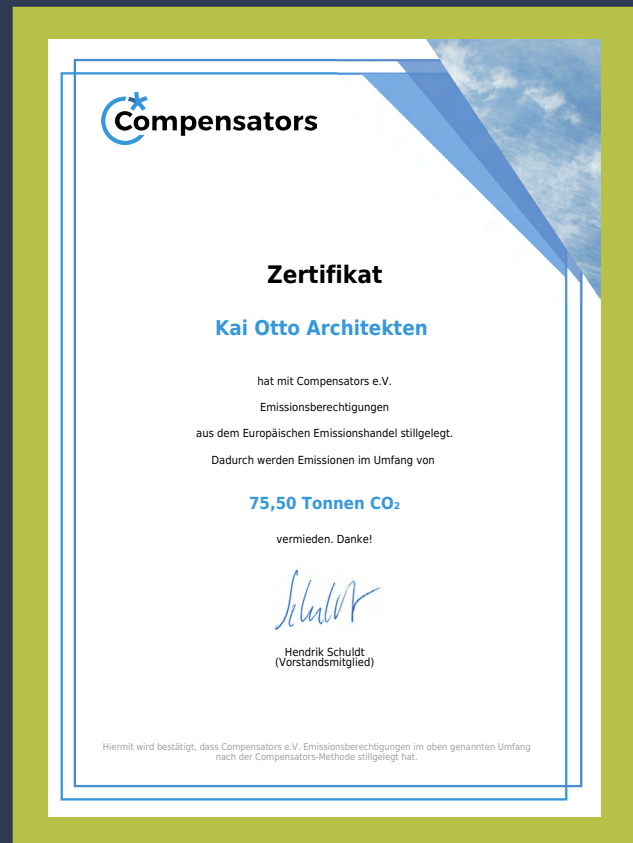 Compensators
Zertifikat
Kai Otto Architekten
hat mit Compensators e.V.
Emissionsberechtigungen
aus dem Europäischen Emissionshandel stillgelegt.
Dadurch werden Emissionen im Umfang von
75,50 Tonnen CO₂
vermieden. Danke!
Schuldt
Hendrik Schuldt
(Vorstandsmitglied)
Hiermit wird bestätigt, dass Compensators e.V. Emissionsberechtigungen im oben genannten Umfang
nach der Compensators-Methode stillgelegt hat.